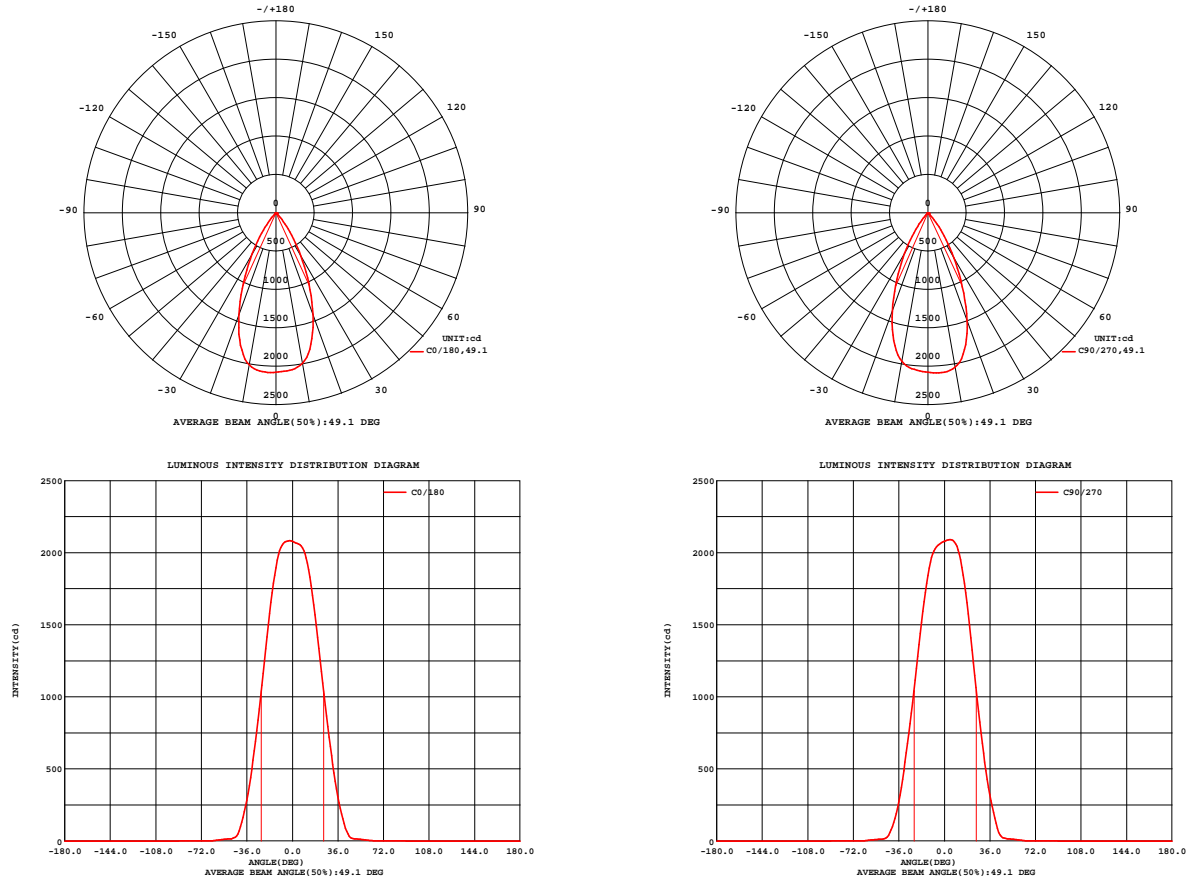 -/+180
-/+180
-150
150
-150
150
-120
120
-120
120
-90
0
90
-90
0
90
500
500
1000
1000
-60
1500
60
-60
1500
60
UNIT:cd
UNIT:cd
C0/180,49.1
C90/270,49.1
2000
2000
-30
30
-30
30
2500
2500
0
0
AVERAGE BEAM ANGLE(50%):49.1 DEG
AVERAGE BEAM ANGLE(50%):49.1 DEG
LUMINOUS INTENSITY DISTRIBUTION DIAGRAM
2500
C0/180
2000
1500
INTENSITY(cd)
1000
500
0
-180.0 -144.0 -108.0 -72.0 -36.0 0.0 36.0 72.0 108.0 144.0 180.0
ANGLE(DEG)
AVERAGE BEAM ANGLE(50%):49.1 DEG
LUMINOUS INTENSITY DISTRIBUTION DIAGRAM
2500
C90/270
2000
1500
INTENSITY(cd)
1000
500
0
-180.0 -144.0 -108.0 -72.0 -36.0 0.0 36.0 72.0 108.0 144.0 180.0
ANGLE(DEG)
AVERAGE BEAM ANGLE(50%):49.1 DEG